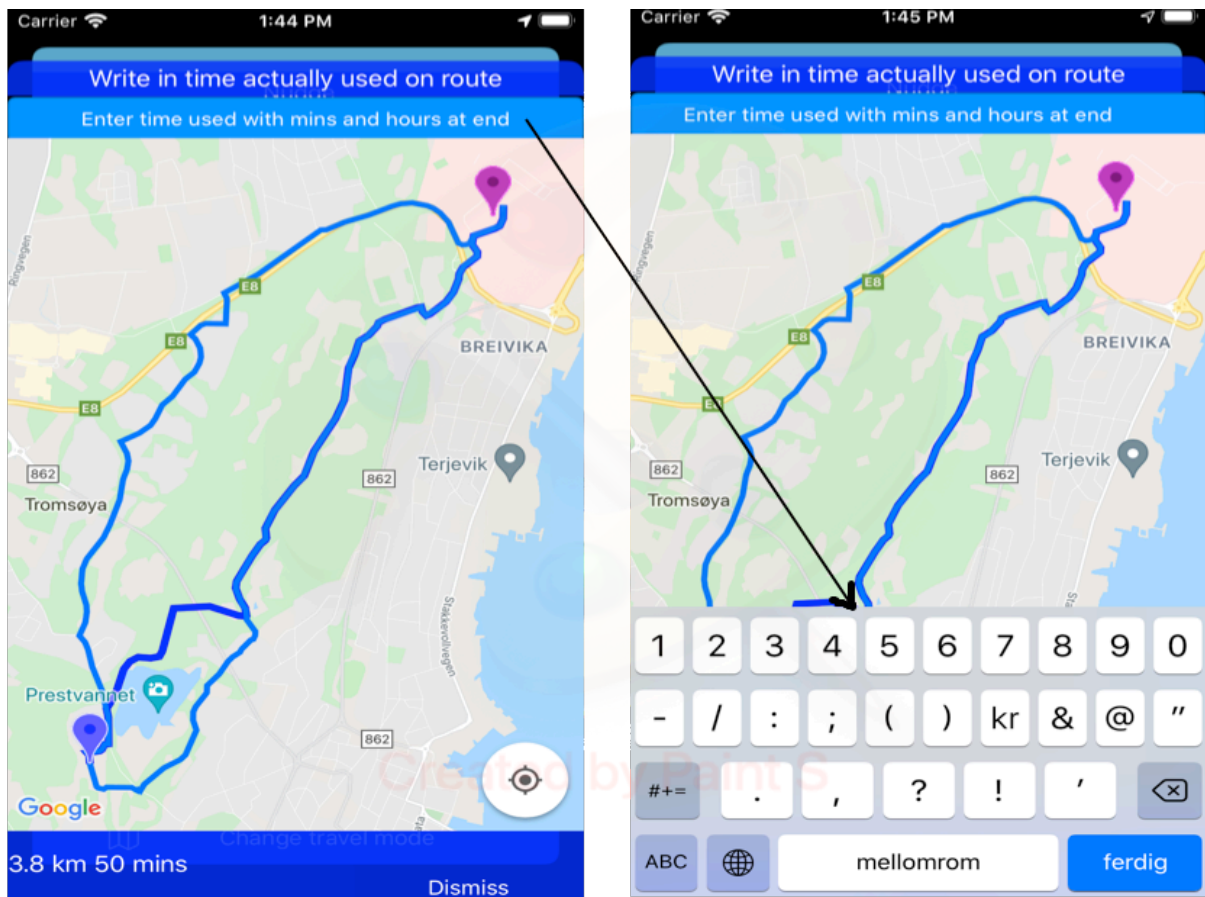 Carrier 1:44 PM
Write in time actually used on route
Enter time used with mins and hours at end
Ringvegen
E8
E8
E8
BREIVIKA
862
Terjevik
862
Tromsøya
Stakkevollvegen
Prestvannet
862
Google
Change travel mode
3.8 km 50 mins
Dismiss
Carrier 1:45 PM
Write in time actually used on route
Enter time used with mins and hours at end
Ringvegen
E8
E8
E8
BREIVIKA
862
Terjevik
862
Tromsøya
1 2 3 4 5 6 7 8 9 0
- / : ; ( ) kr & @ "
#+= . , ? ! ’
ABC mellomrom ferdig
Created by Paint S